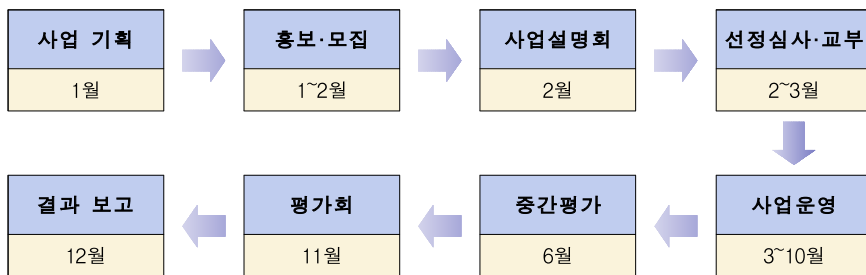 사업 기획
1월
홍보·모집
1~2월
사업설명회
2월
선정심사·교부
2~3월
사업운영
3~10월
중간평가
6월
평가회
11월
결과 보고
12월